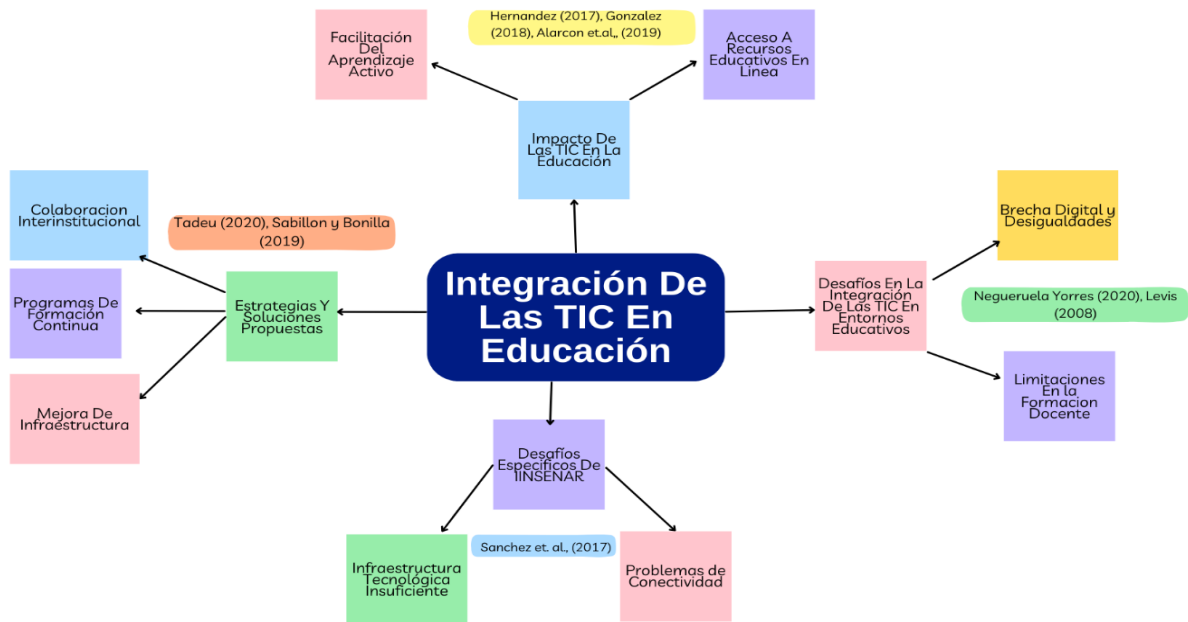 Hernandez (2017), Gonzalez
(2018), Alarcon et.al,, (2019)
Facilitación
Del
Aprendizaje
Activo
Acceso A
Recursos
Educativos En
Linea
Impacto De
Las TIC En La
Educación
Colaboracion
Interinstitucional
Tadeu (2020), Sabillon y Bonilla
(2019)
Brecha Digital y
Desigualdades
Programas De
Formación
Continua
Estrategias Y
Soluciones
Propuestas
Integración De
Las TIC En
Educación
Desafíos En La
Integración
De Las TIC En
Entornos
Educativos
Negueruela Yorres (2020), Levis
(2008)
Mejora De
Infraestructura
Limitaciones
En la
Formacion
Docente
Desafíos
Especificos De
IINSENAR
Sanchez et. al., (2017)
Infraestructura
Tecnológica
Insuficiente
Problemas de
Conectividad